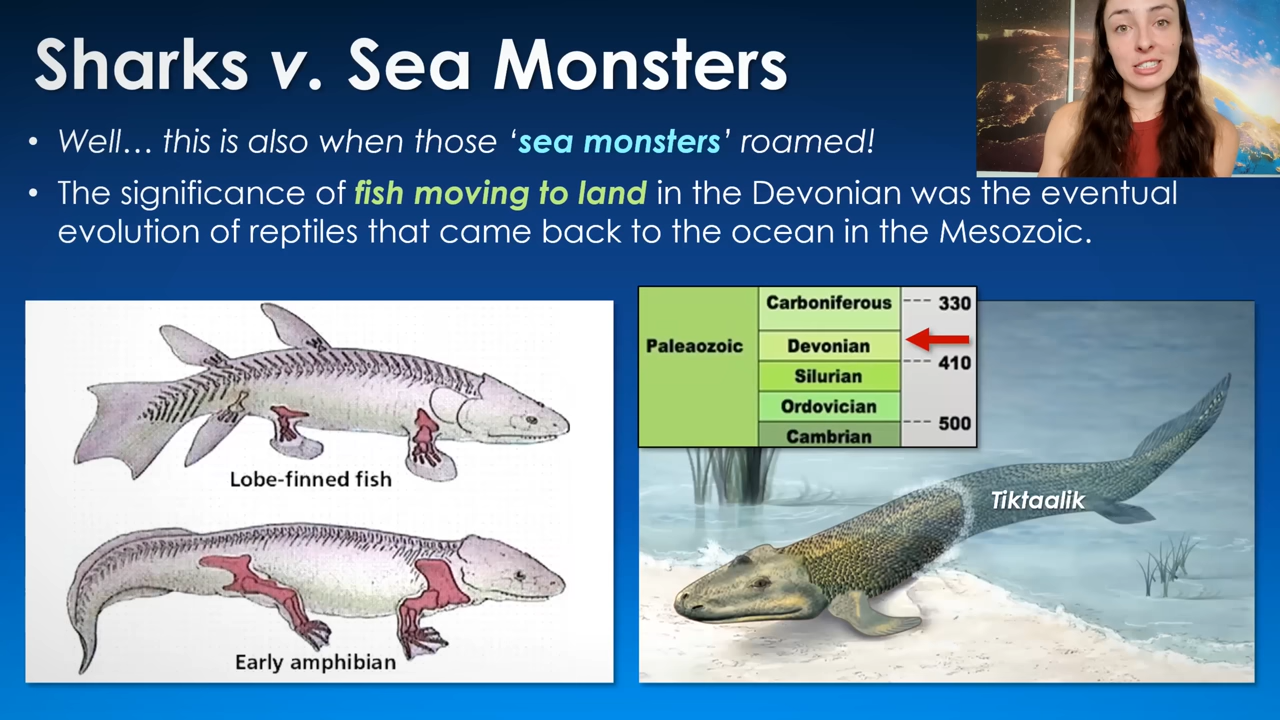 Sharks v. Sea Monsters
• Well... this is also when those ‘sea monsters’ roamed!
• The significance of fish moving to land in the Devonian was the eventual
evolution of reptiles that came back to the ocean in the Mesozoic.
Lobe-finned fish
Early amphibian
Paleaozoic
Carboniferous
Devonian
Silurian
Ordovician
Cambrian
330
410
500
Tiktaalik